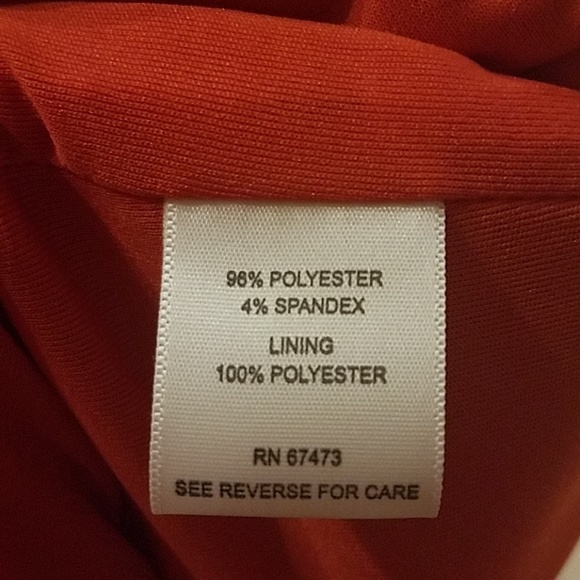 96% POLYESTER
4% SPANDEX
LINING
100% POLYESTER
RN 67473
SEE REVERSE FOR CARE